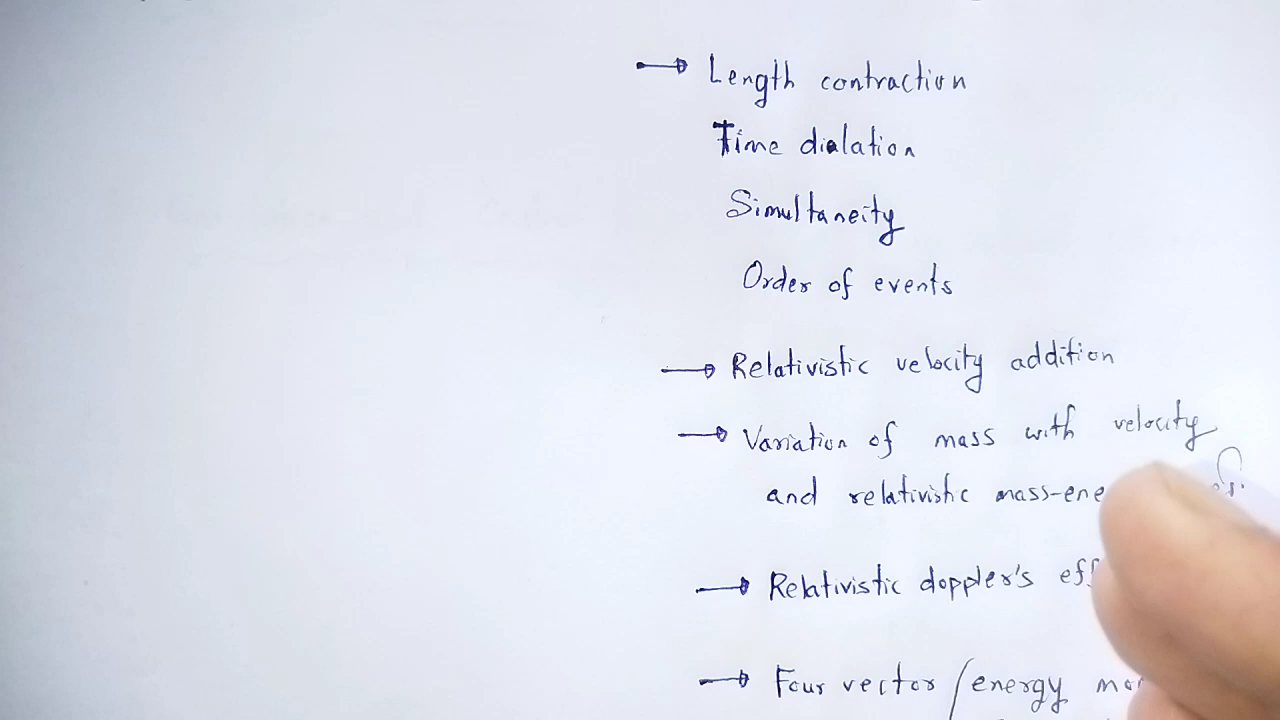 Length contraction
Time dialation
Simultaneity
Order of events
Relativistic velocity addition
Variation of mass with velocity
and relativistic
Relativistic doppler's
Four vector / energy